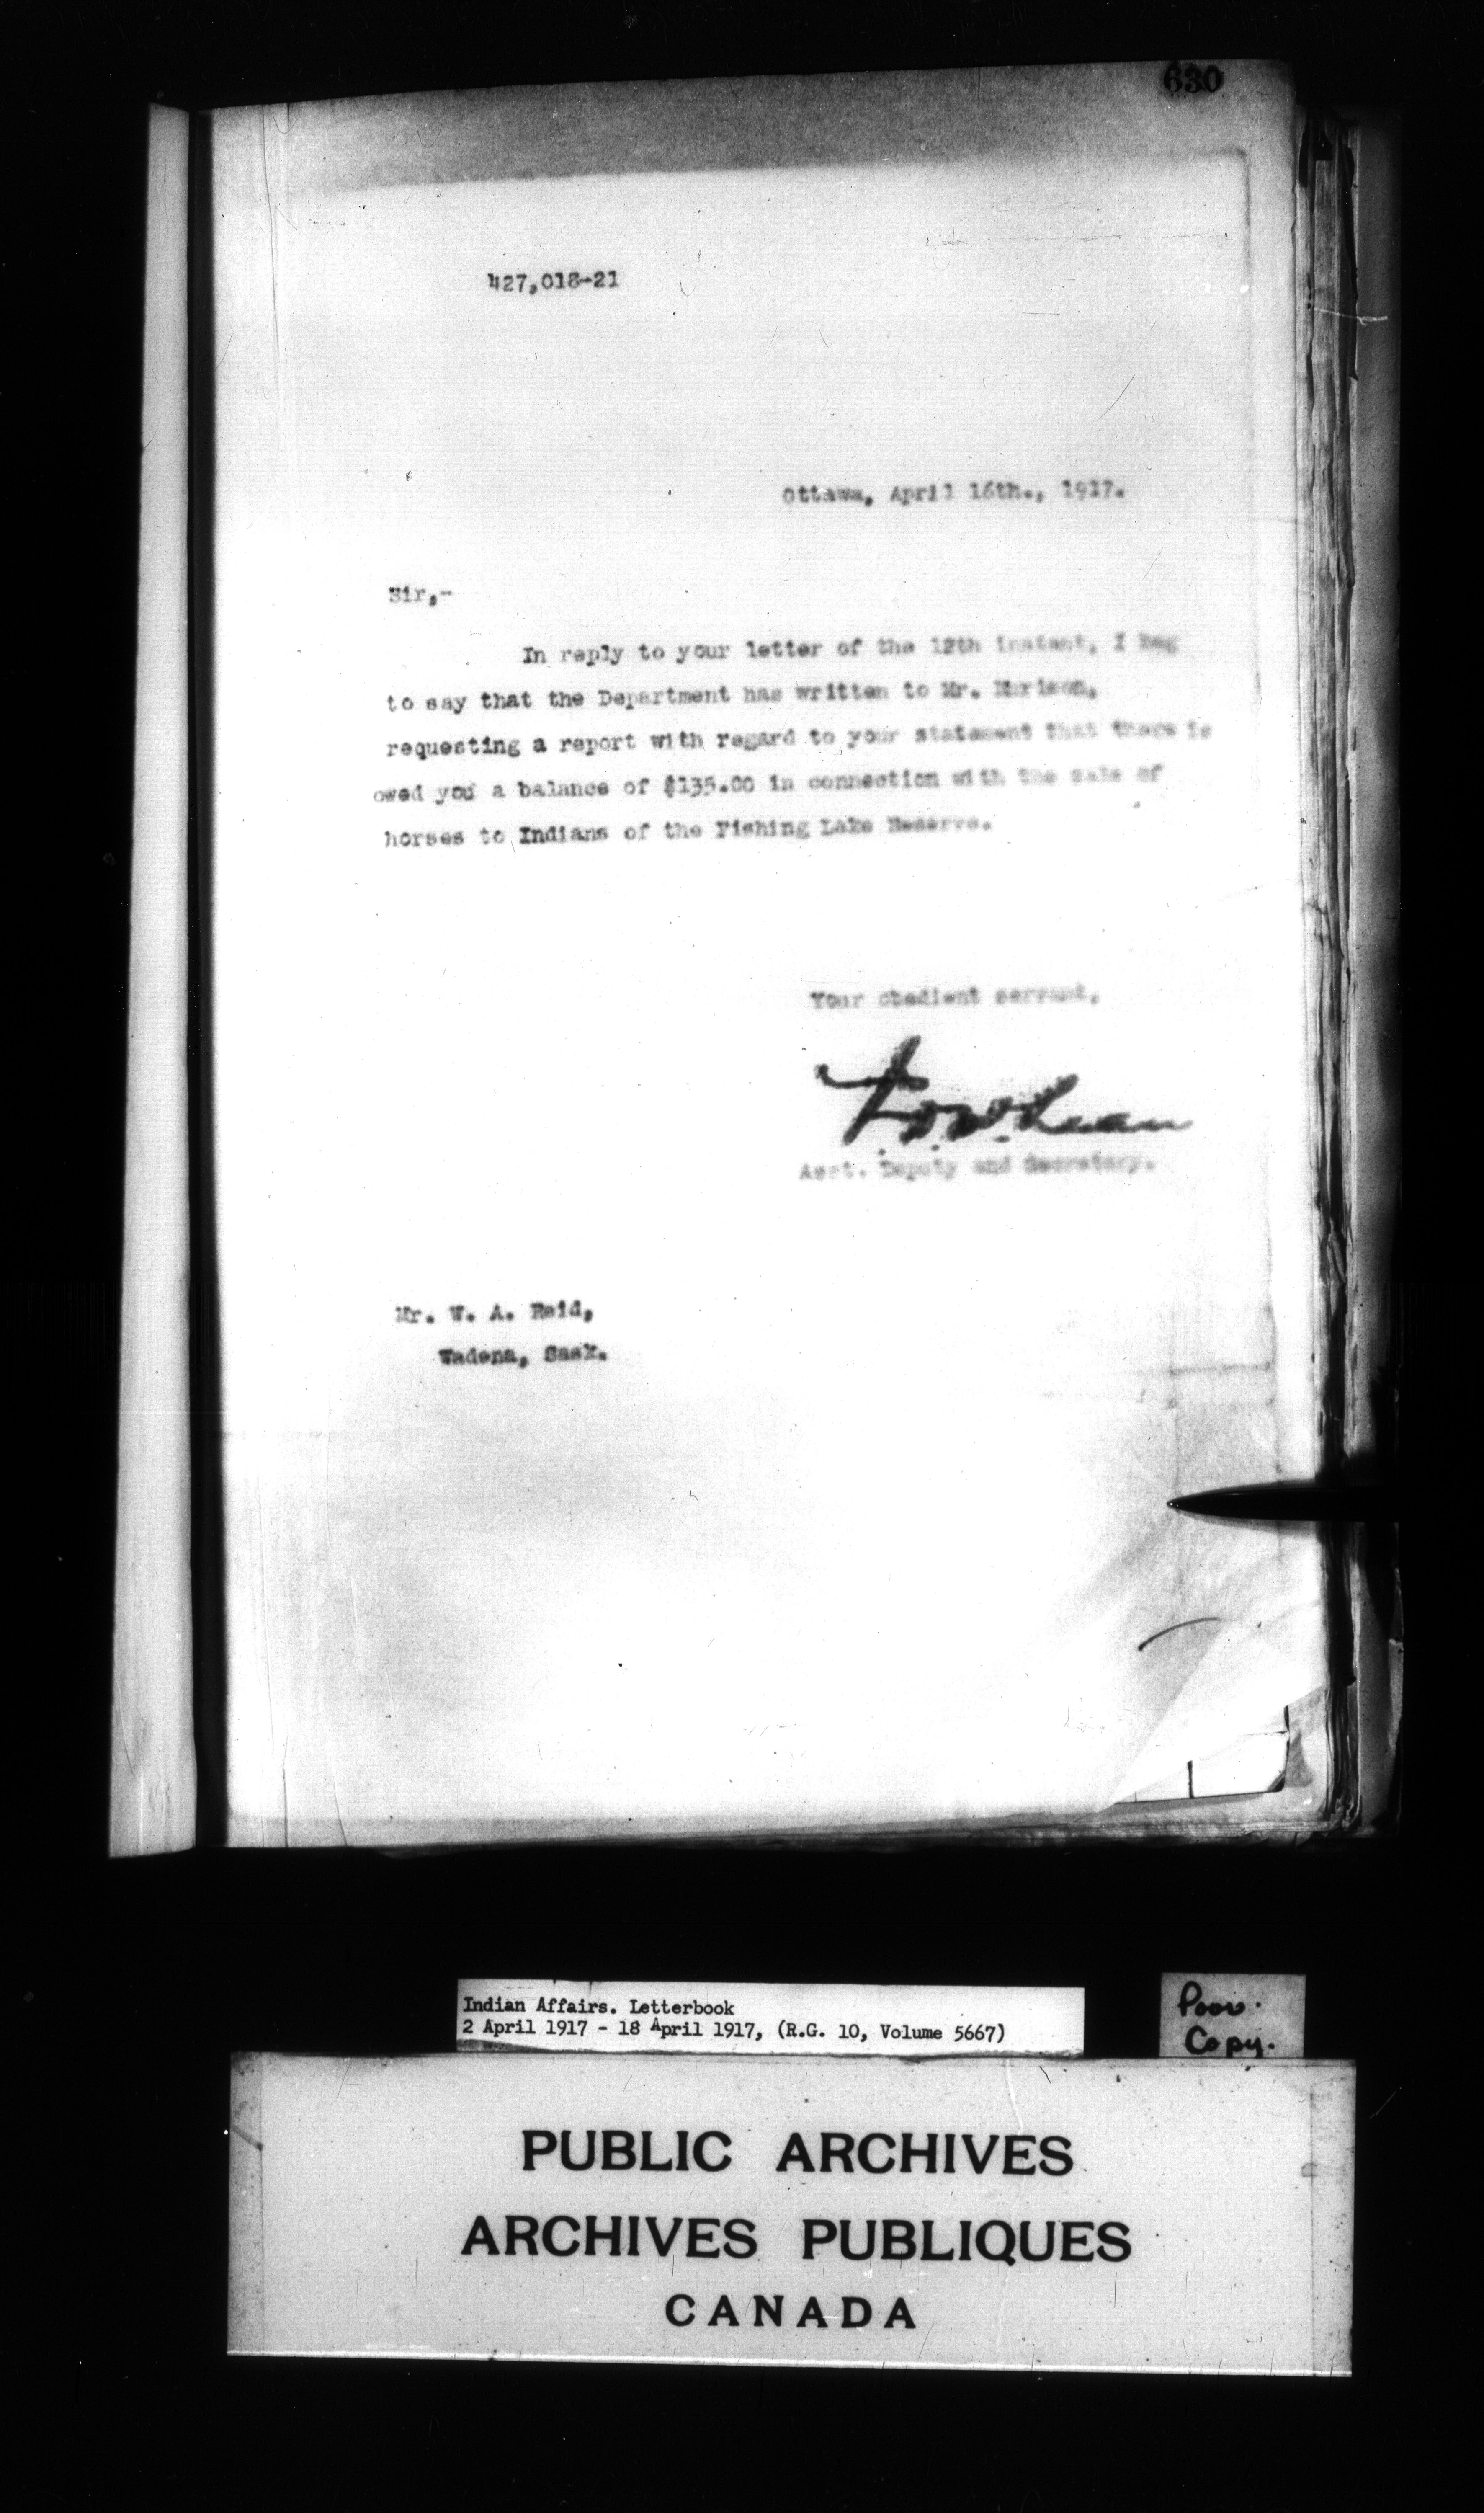 630
427,018-21
Ottawa, April 16th., 1917.
Sir,-
In reply to your letter of the 12th instant, I beg
to say that the Department has written to Mr. Murison,
requesting a report with regard to your statement that there is
owed you a balance of $135.00 in connection with the sale of
horses to Indians of the Fishing Lake Reserve.
Your obedient servant,
Asst. Deputy and Secretary.
Mr. W. A. Reid,
Wadena, Sask.
Indian Affairs. Letterbook
2 April 1917 - 18 April 1917, (R.G. 10, Volume 5667)
Poor
Copy.
PUBLIC ARCHIVES
ARCHIVES PUBLIQUES
CANADA